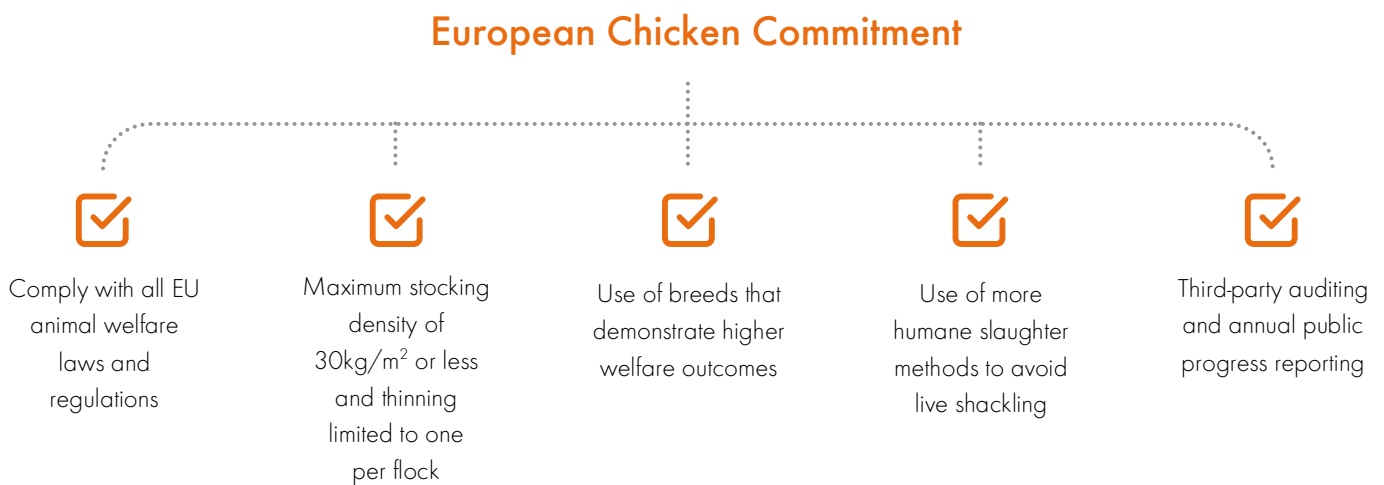 European Chicken Commitment
Comply with all EU
animal welfare
laws and
regulations
Maximum stocking
density of
30kg/m² or less
and thinning
limited to one
per flock
Use of breeds that
demonstrate higher
welfare outcomes
Use of more
humane slaughter
methods to avoid
live shackling
Third-party auditing
and annual public
progress reporting